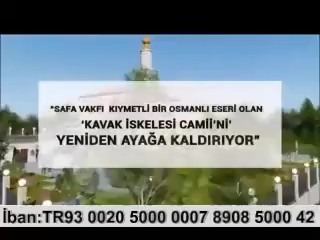 "SAFA VAKFI KIYMETLİ BİR OSMANLI ESERİ OLAN
'KAVAK İSKELESİ CAMİİ'Nİ'
YENİDEN AYAĞA KALDIRIYOR"
İban:TR93 0020 5000 0007 8908 5000 42